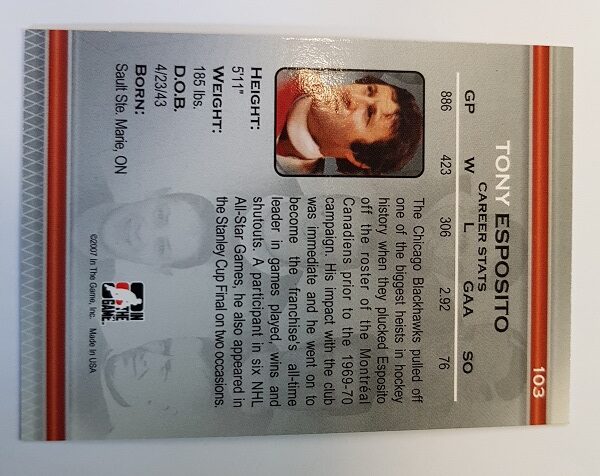 103
TONY ESPOSITO
CAREER STATS
GP W L GAA SO
886 423 306 2.92 76
HEIGHT:
5'11"
WEIGHT:
185 lbs.
D.O.B.
4/23/43
BORN:
Sault Ste. Marie, ON
The Chicago Blackhawks pulled off
one of the biggest heists in hockey
history when they plucked Esposito
off the roster of the Montréal
Canadiens prior to the 1969-70
campaign. His impact with the club
was immediate and he went on to
become the franchise's all-time
leader in games played, wins and
shutouts. A participant in six NHL
All-Star Games, he also appeared in
the Stanley Cup Final on two occasions.
IN
THE
GAME
©2007 In The Game, Inc. Made In USA